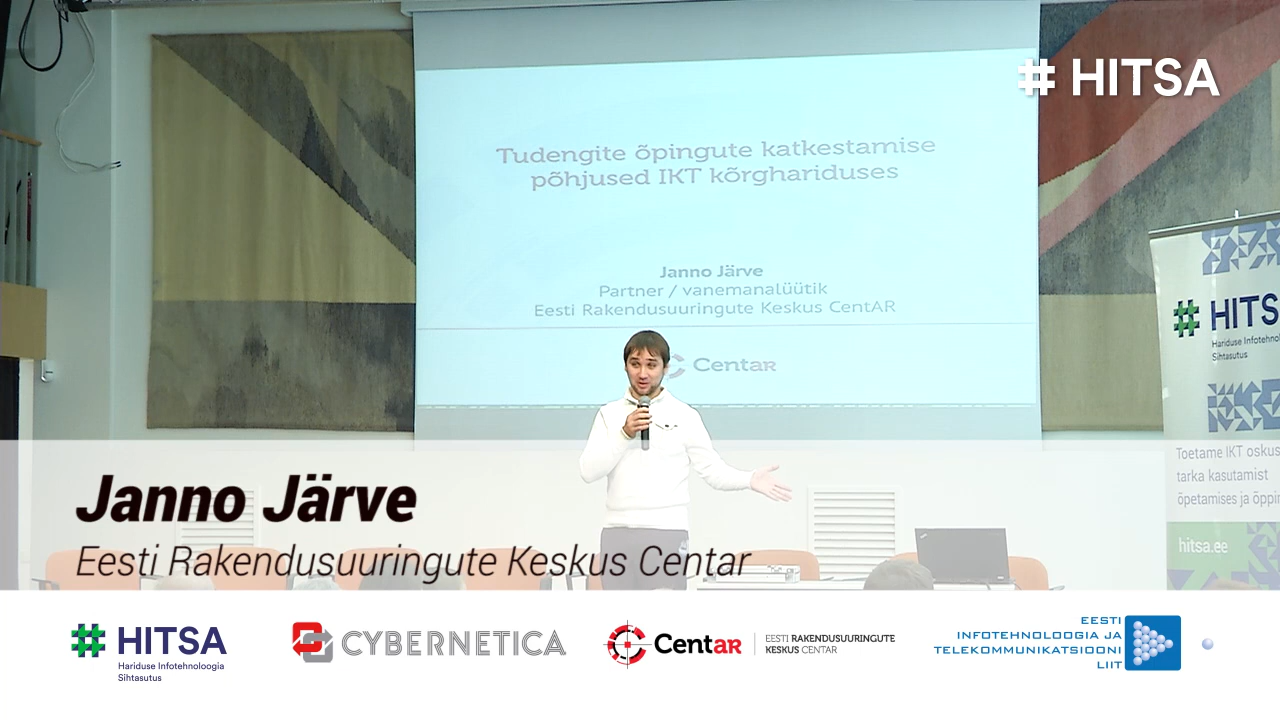 # HITSA
Tudengite õpingute katkestamise
põhjused IKT kõrghariduses
Janno Järve
Partner / vanemanalüütik
Eesti Rakendusuuringute Keskus CentAR
Centar
HITS
Hariduse Infotehnol
Sihtasutus
Toetame IKT oskus
tarka kasutamist
õpetamises ja õppi
hitsa.ee
Janno Järve
Eesti Rakendusuuringute Keskus Centar
HITSA
Hariduse Infotehnoloogia
Sihtasutus
CYBERNETICA
CentAR
EESTI RAKENDUSUURINGUTE
KESKUS CENTAR
EESTI
INFOTEHNOLOOGIA JA
TELEKOMMUNIKATSIOONI
LIIT